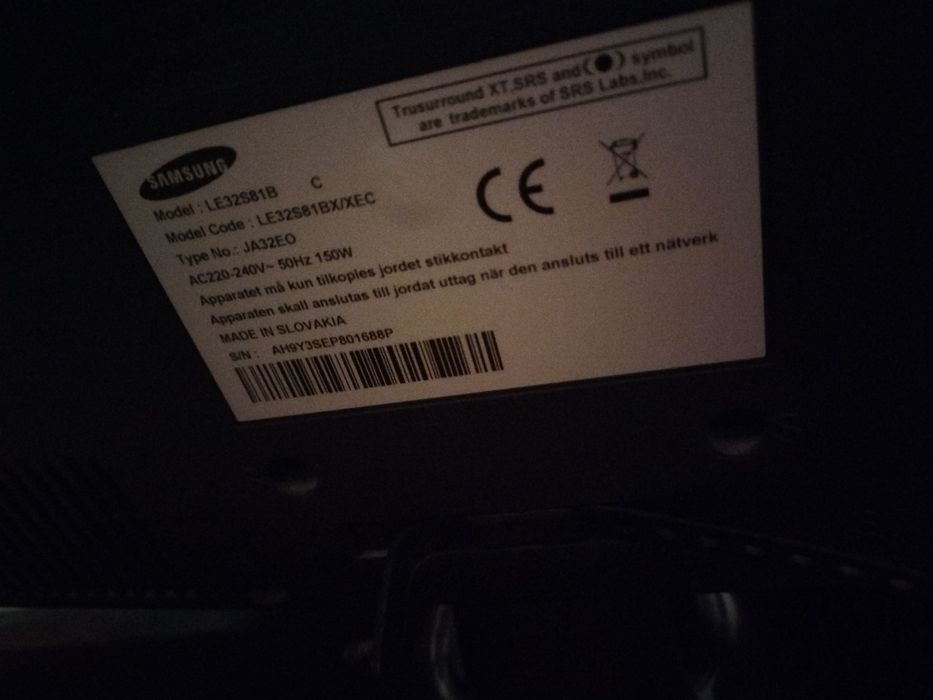 Trusurround XT,SRS and (●) symbol
are trademarks of SRS Labs,Inc.
SAMSUNG
Model : LE32S81B C
Model Code : LE32S81BX/XEC
Type No.: JA32EO
AC220-240V~ 50Hz 150W
Apparatet må kun tilkoples jordet stikkontakt
Apparaten skall anslutas till jordat uttag när den ansluts till ett nätverk
MADE IN SLOVAKIA
S/N : AH9Y3SEP801688P
CE